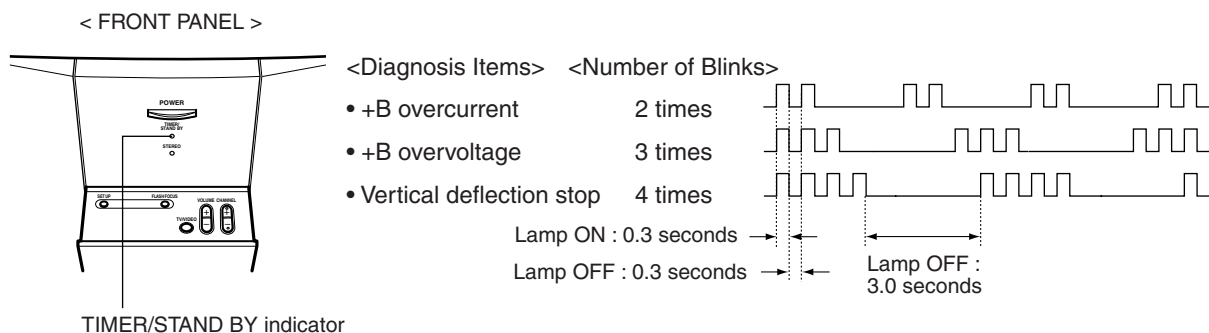 < FRONT PANEL >
POWER
TIMER/
STAND BY
STEREO
SET UP
FLASH FOCUS
VOLUME CHANNEL
+ +
– –
TV/VIDEO
TIMER/STAND BY indicator
<Diagnosis Items> <Number of Blinks>
• +B overcurrent 2 times
• +B overvoltage 3 times
• Vertical deflection stop 4 times
Lamp ON : 0.3 seconds
Lamp OFF : 0.3 seconds
Lamp OFF :
3.0 seconds